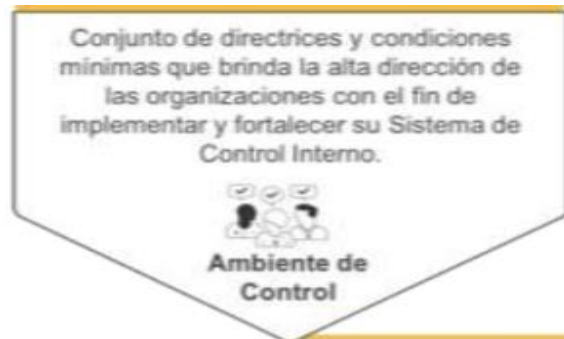 Conjunto de directrices y condiciones
mínimas que brinda la alta dirección de
las organizaciones con el fin de
implementar y fortalecer su Sistema de
Control Interno.
Ambiente de
Control